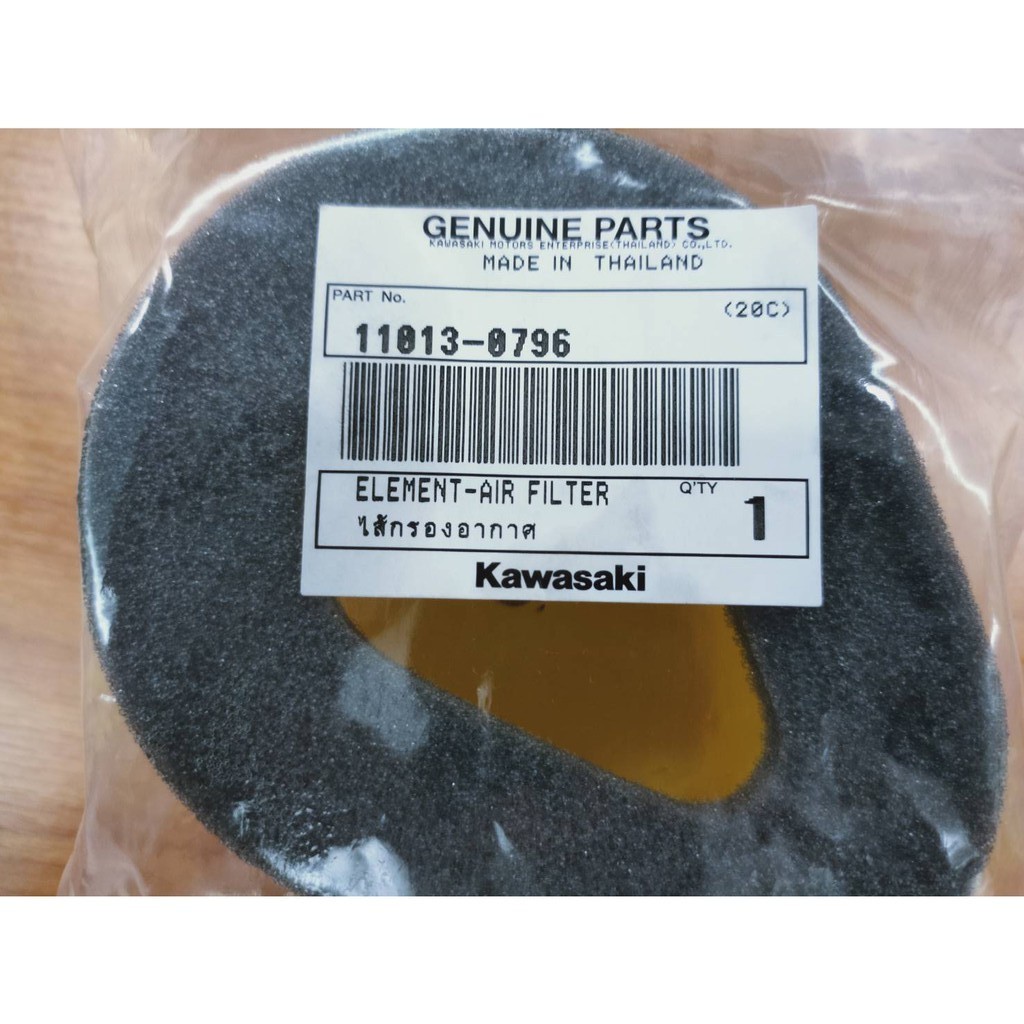 GENUINE PARTS
KAWASAKI MOTORS ENTERPRISE(THAILAND) CO.,LTD.
MADE IN THAILAND
PART No.
(20C)
11013-0796
ELEMENT-AIR FILTER
Q'TY
1
ไส้กรองอากาศ
Kawasaki